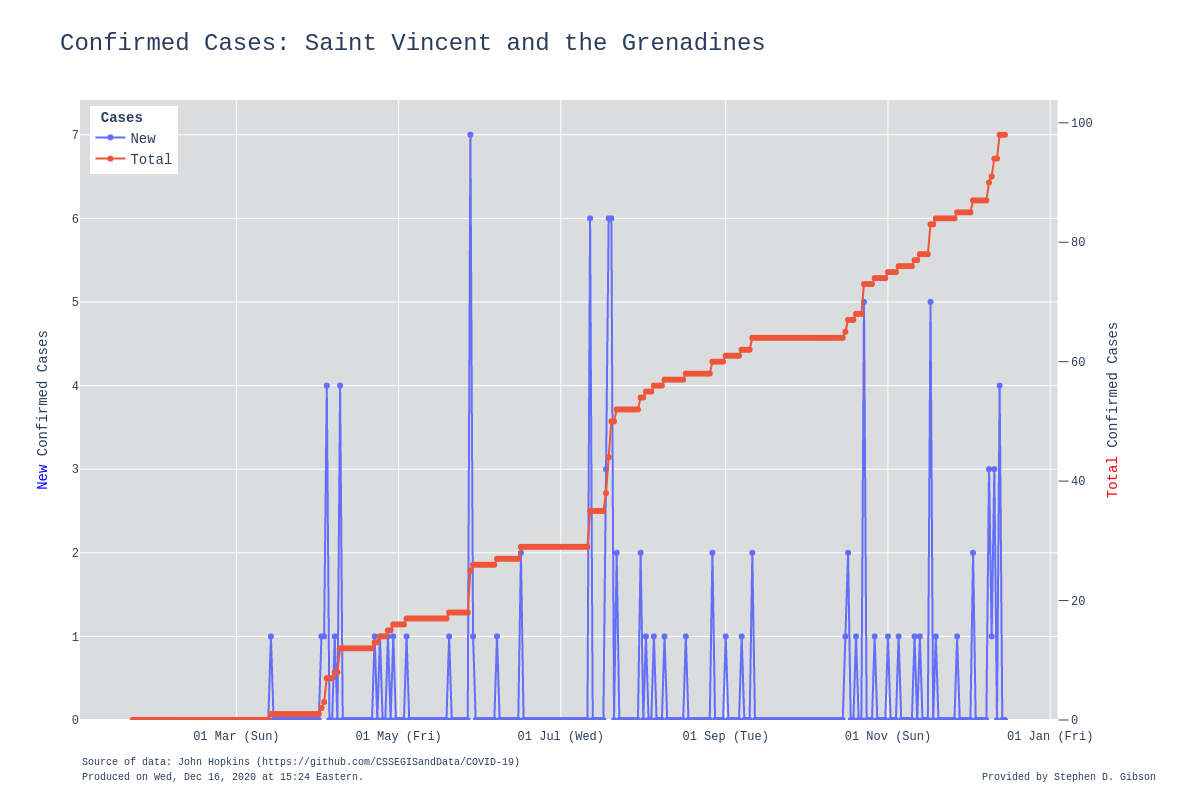 Confirmed Cases: Saint Vincent and the Grenadines
Cases
New
Total
7
6
5
4
3
2
1
0
100
80
60
40
20
0
New Confirmed Cases
Total Confirmed Cases
01 Mar (Sun)
01 May (Fri)
01 Jul (Wed)
01 Sep (Tue)
01 Nov (Sun)
01 Jan (Fri)
Source of data: John Hopkins (https://github.com/CSSEGISandData/COVID-19)
Produced on Wed, Dec 16, 2020 at 15:24 Eastern.
Provided by Stephen D. Gibson